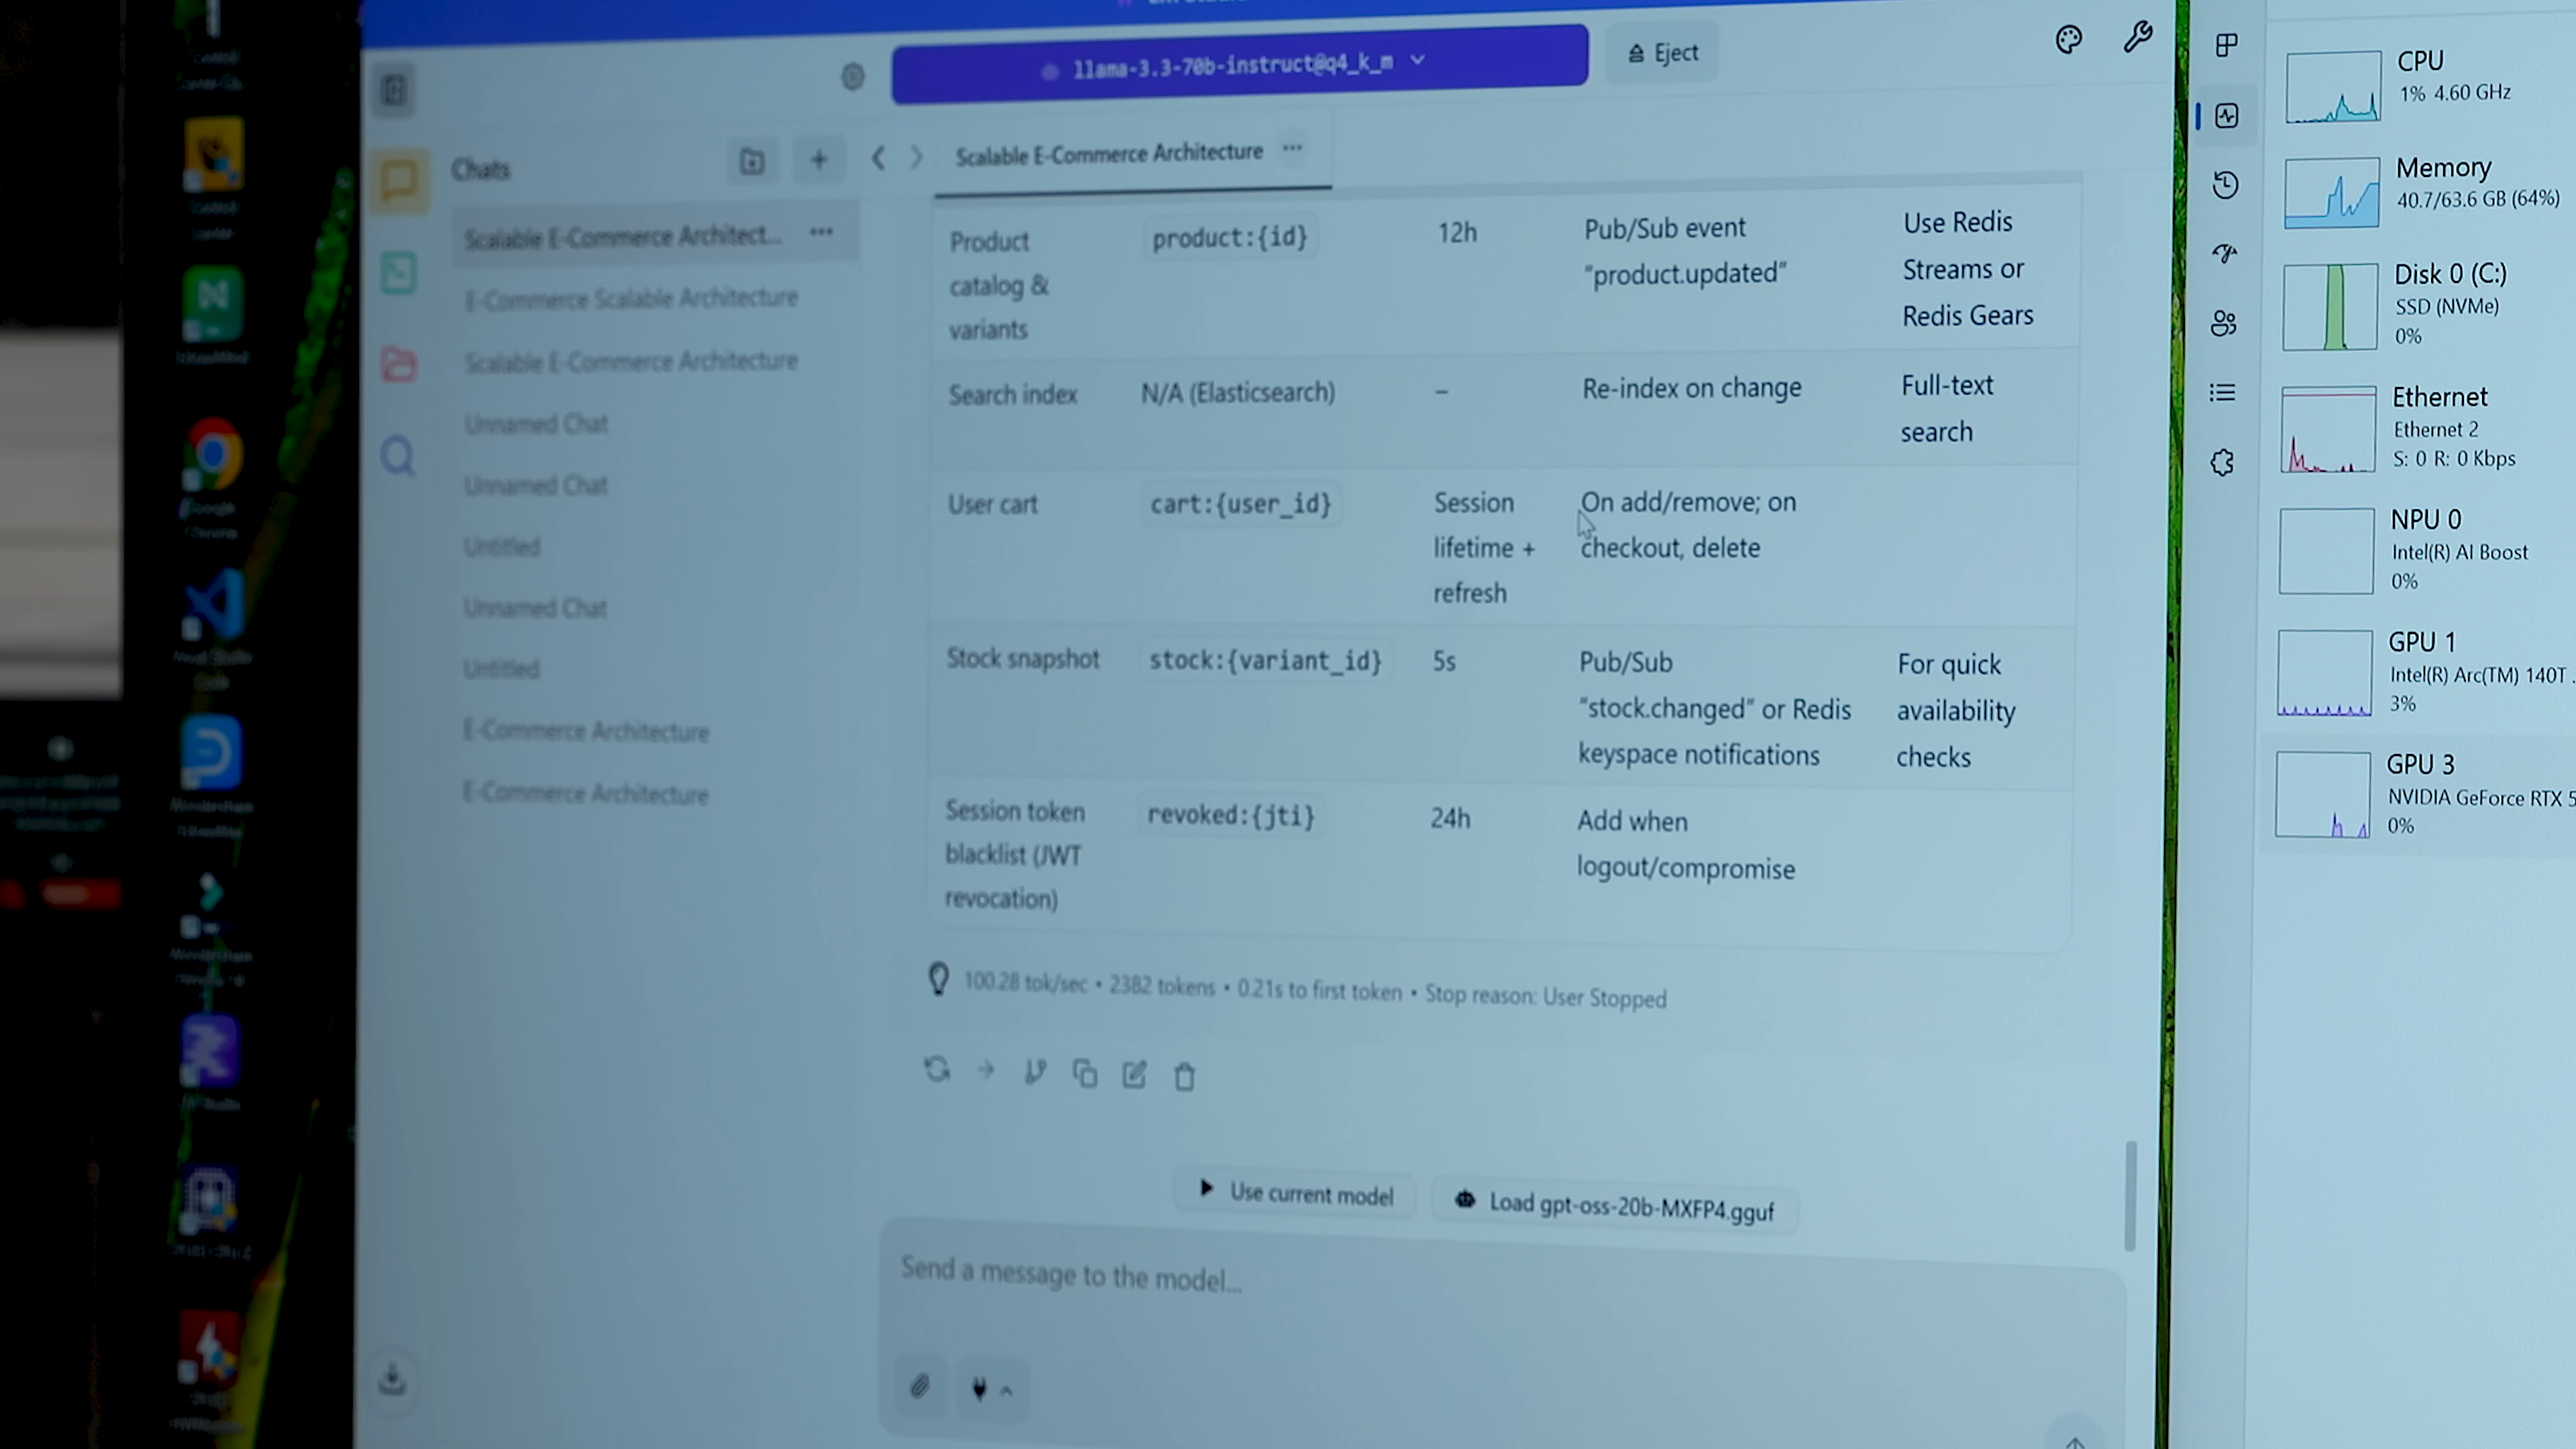 llama-3.3-70b-instruct@q4_k_m
Eject
Chats
Scalable E-Commerce Architect...
E-Commerce Scalable Architecture
Scalable E-Commerce Architecture
Unnamed Chat
Unnamed Chat
Untitled
Unnamed Chat
Untitled
E-Commerce Architecture
E-Commerce Architecture
Scalable E-Commerce Architecture
Product
catalog &
variants
product:{id}
12h
Pub/Sub event
"product.updated"
Use Redis
Streams or
Redis Gears
Search index
N/A (Elasticsearch)
–
Re-index on change
Full-text
search
User cart
cart:{user_id}
Session
lifetime +
refresh
On add/remove; on
checkout, delete
Stock snapshot
stock:{variant_id}
5s
Pub/Sub
"stock.changed" or Redis
keyspace notifications
For quick
availability
checks
Session token
blacklist (JWT
revocation)
revoked:{jti}
24h
Add when
logout/compromise
100.28 tok/sec • 2382 tokens • 0.21s to first token • Stop reason: User Stopped
Use current model
Load gpt-oss-20b-MXFP4.gguf
Send a message to the model...
CPU
1% 4.60 GHz
Memory
40.7/63.6 GB (64%)
Disk 0 (C:)
SSD (NVMe)
0%
Ethernet
Ethernet 2
S: 0 R: 0 Kbps
NPU 0
Intel(R) AI Boost
0%
GPU 1
Intel(R) Arc(TM) 140T
3%
GPU 3
NVIDIA GeForce RTX 5
0%